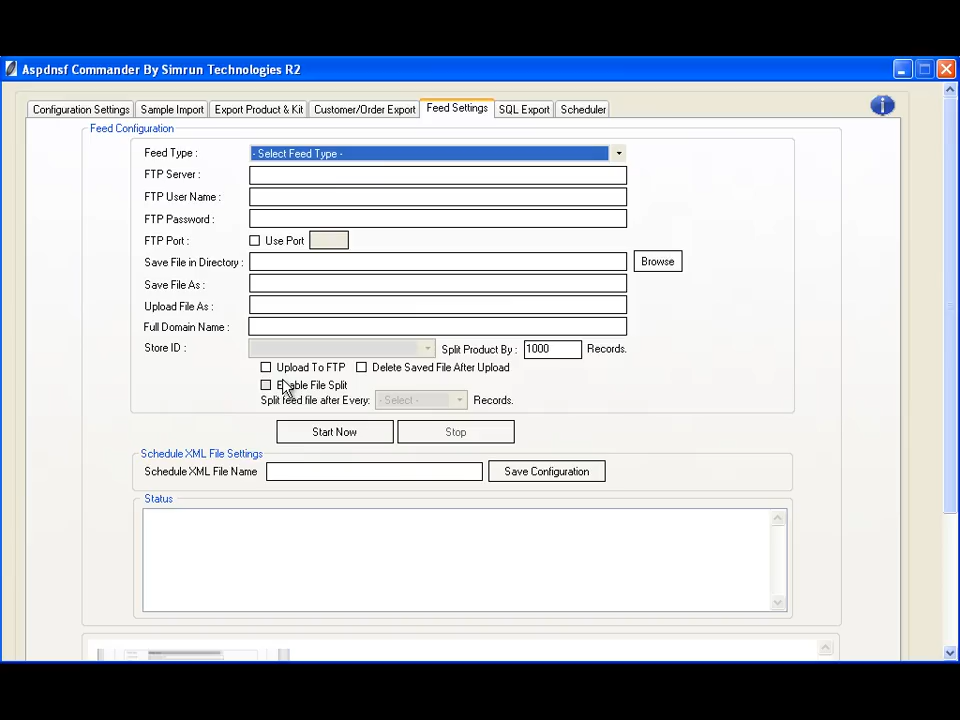 Aspdnsf Commander By Simrun Technologies R2
Configuration Settings Sample Import Export Product & Kit Customer/Order Export Feed Settings SQL Export Scheduler
Feed Configuration
Feed Type : - Select Feed Type -
FTP Server :
FTP User Name :
FTP Password :
FTP Port : Use Port
Save File in Directory : Browse
Save File As :
Upload File As :
Full Domain Name :
Store ID : Split Product By : 1000 Records.
Upload To FTP Delete Saved File After Upload
Enable File Split
Split feed file after Every: - Select - Records.
Start Now Stop
Schedule XML File Settings
Schedule XML File Name Save Configuration
Status